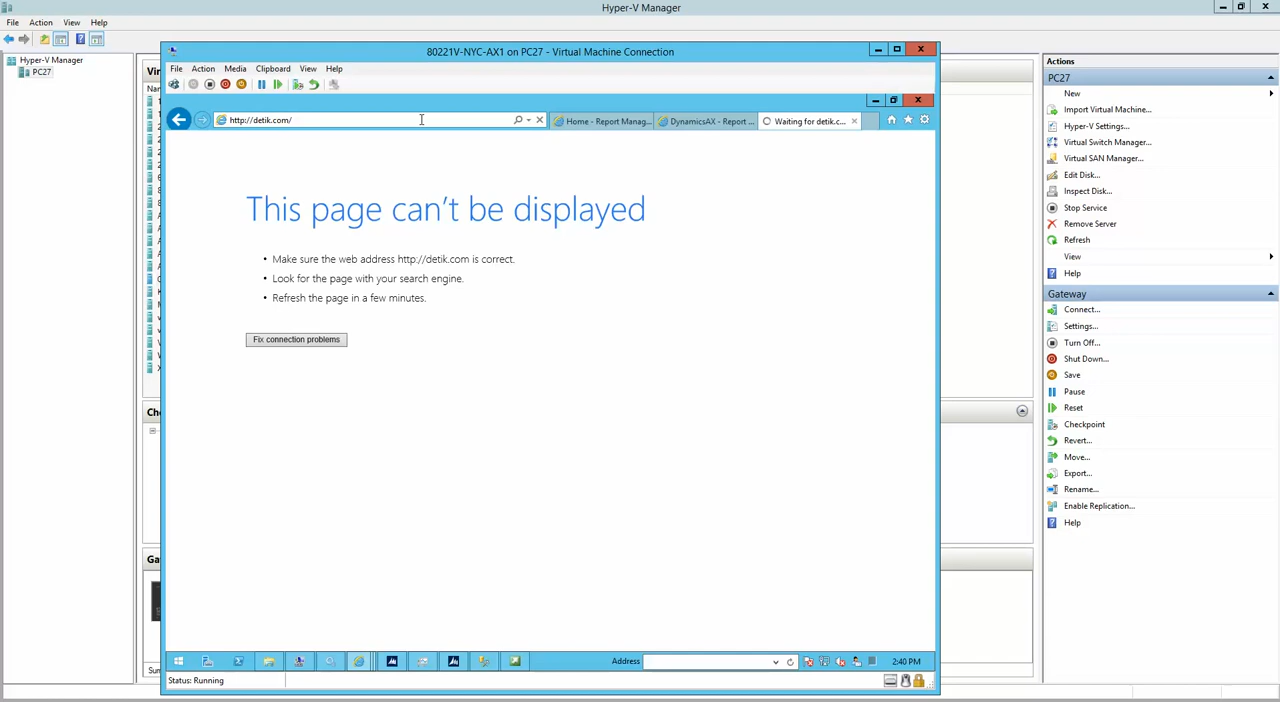 Hyper-V Manager
File Action View Help
Hyper-V Manager
PC27
Vir
Nar
Che
Ga
Sum
80221V-NYC-AX1 on PC27 - Virtual Machine Connection
File Action Media Clipboard View Help
http://detik.com/
Home - Report Manag...
DynamicsAX - Report ...
Waiting for detik.c...
This page can't be displayed
• Make sure the web address http://detik.com is correct.
• Look for the page with your search engine.
• Refresh the page in a few minutes.
Fix connection problems
Address
2:40 PM
Status: Running
Actions
PC27
New
Import Virtual Machine...
Hyper-V Settings...
Virtual Switch Manager...
Virtual SAN Manager...
Edit Disk...
Inspect Disk...
Stop Service
Remove Server
Refresh
View
Help
Gateway
Connect...
Settings...
Turn Off...
Shut Down...
Save
Pause
Reset
Checkpoint
Revert...
Move...
Export...
Rename...
Enable Replication...
Help